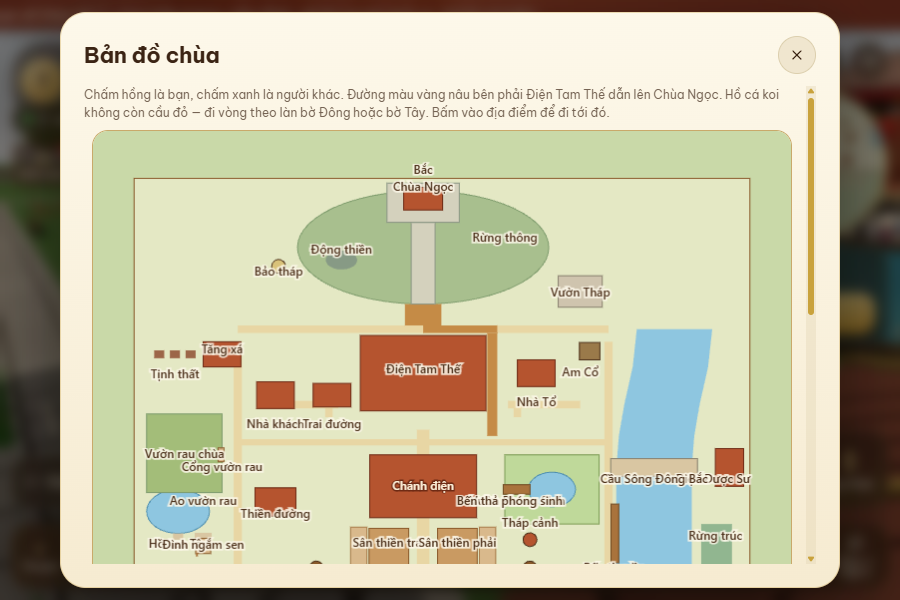 Bản đồ chùa
Chấm hồng là bạn, chấm xanh là người khác. Đường màu vàng nâu bên phải Điện Tam Thế dẫn lên Chùa Ngọc. Hồ cá koi
không còn cầu đỏ — đi vòng theo làn bờ Đông hoặc bờ Tây. Bấm vào địa điểm để đi tới đó.
Bắc
Chùa Ngọc
Rừng thông
Động thiền
Bảo tháp
Vườn Tháp
Tăng xá
Tịnh thất
Điện Tam Thế
Am Cổ
Nhà Tổ
Nhà khách
Trai đường
Vườn rau chùa
Cổng vườn rau
Chánh điện
Cầu Sông Đông Bắc
Dược Sư
Ao vườn rau
Bến thả phóng sinh
Thiền đường
Tháp cảnh
Rừng trúc
Đình ngắm sen
Sân thiền
Sân thiền phải